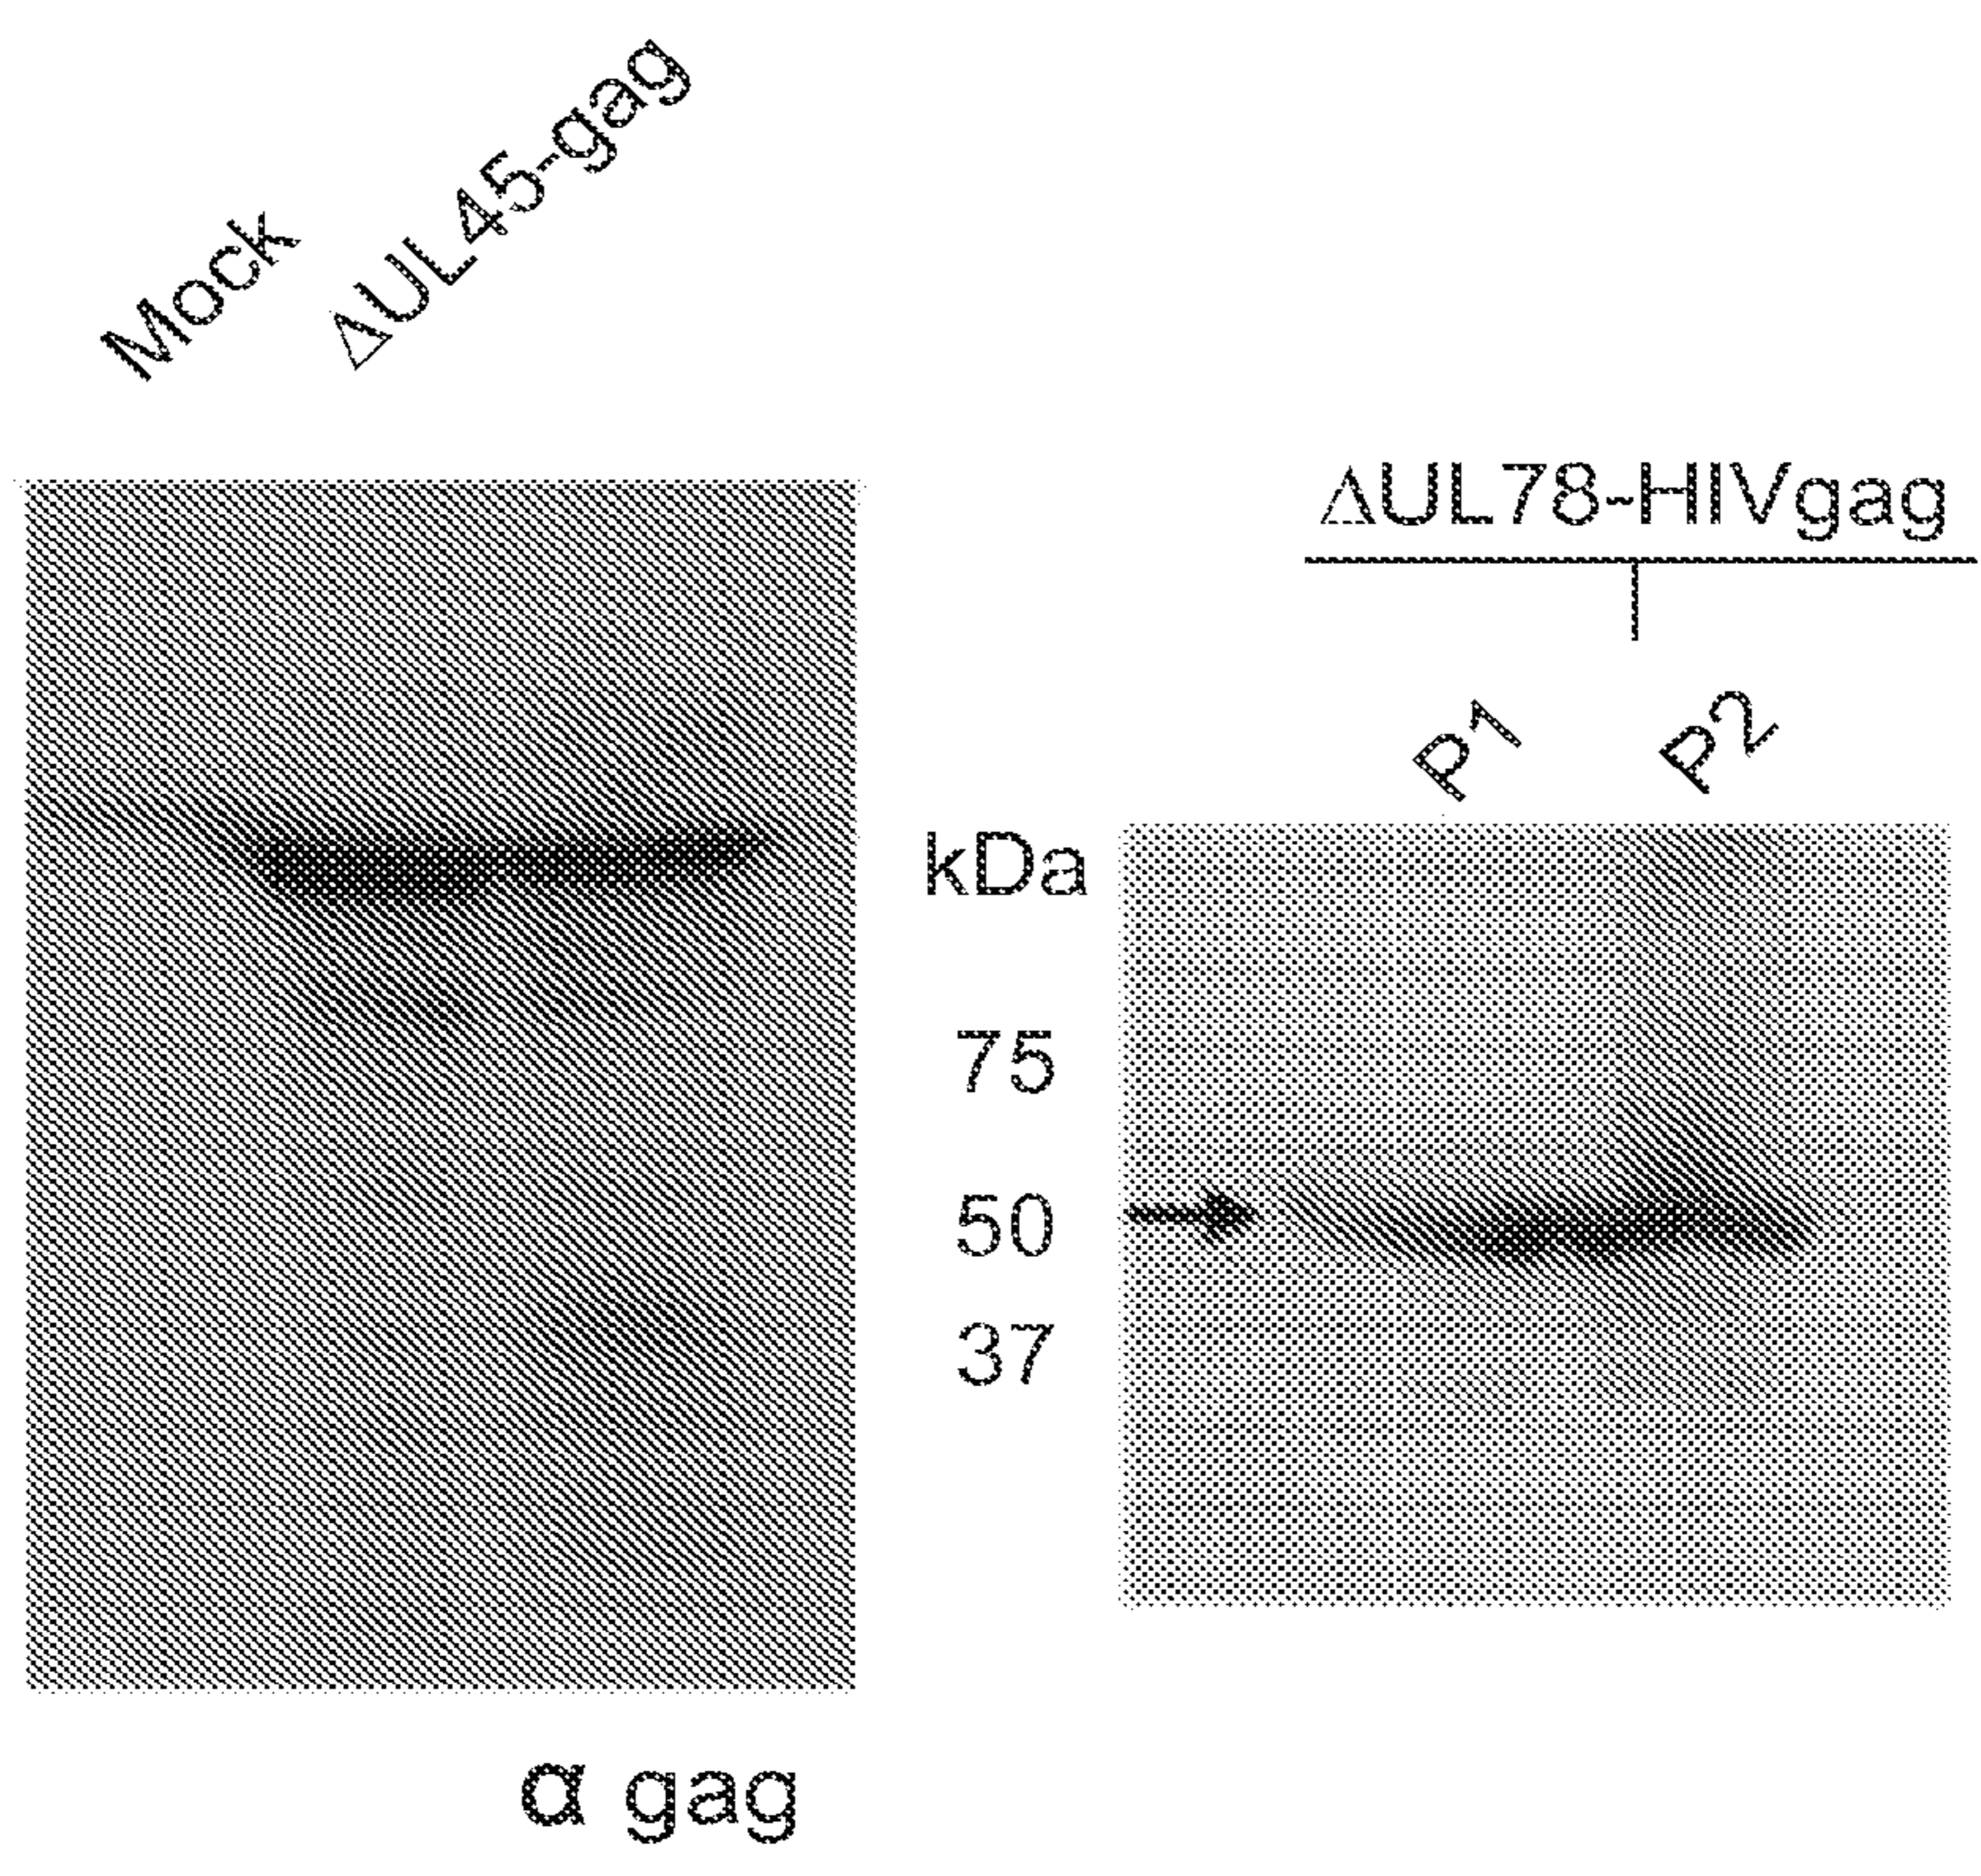 Mock
ΔUL45-gag
ΔUL78-HIVgag
P1
P2
kDa
75
50
37
α gag